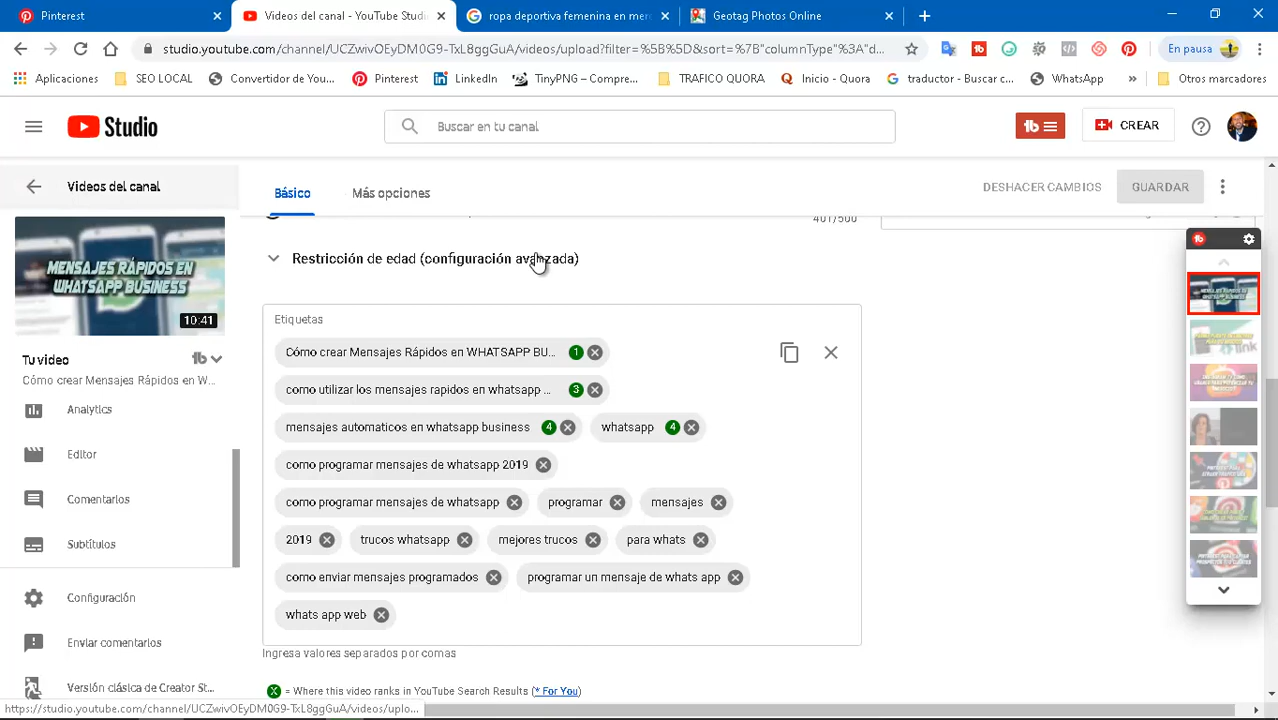 Pinterest
Videos del canal - YouTube Studi
ropa deportiva femenina en merc
Geotag Photos Online
studio.youtube.com/channel/UCZwivOEyDM0G9-TxL8ggGuA/videos/upload?filter=%5B%5D&sort=%7B"columnType"%3A"d...
En pausa
Aplicaciones
SEO LOCAL
Convertidor de You...
Pinterest
LinkedIn
TinyPNG – Compre...
TRAFICO QUORA
Inicio - Quora
traductor - Buscar c...
WhatsApp
»
Otros marcadores
Studio
Buscar en tu canal
tb
CREAR
Videos del canal
Básico
Más opciones
DESHACER CAMBIOS
GUARDAR
401/500
MENSAJES RÁPIDOS EN
WHATSAPP BUSINESS
10:41
Restricción de edad (configuración avanzada)
Etiquetas
Cómo crear Mensajes Rápidos en WHATSAPP BU... 1
como utilizar los mensajes rapidos en whatsapp ... 3
mensajes automaticos en whatsapp business 4 whatsapp 4
como programar mensajes de whatsapp 2019
como programar mensajes de whatsapp programar mensajes
2019 trucos whatsapp mejores trucos para whats
como enviar mensajes programados programar un mensaje de whats app
whats app web
Ingresa valores separados por comas
X = Where this video ranks in YouTube Search Results (* For You)
Tu video
tb
Cómo crear Mensajes Rápidos en W...
Analytics
Editor
Comentarios
Subtítulos
Configuración
Enviar comentarios
Versión clásica de Creator St...
https://studio.youtube.com/channel/UCZwivOEyDM0G9-TxL8ggGuA/videos/uplo...
tb
link